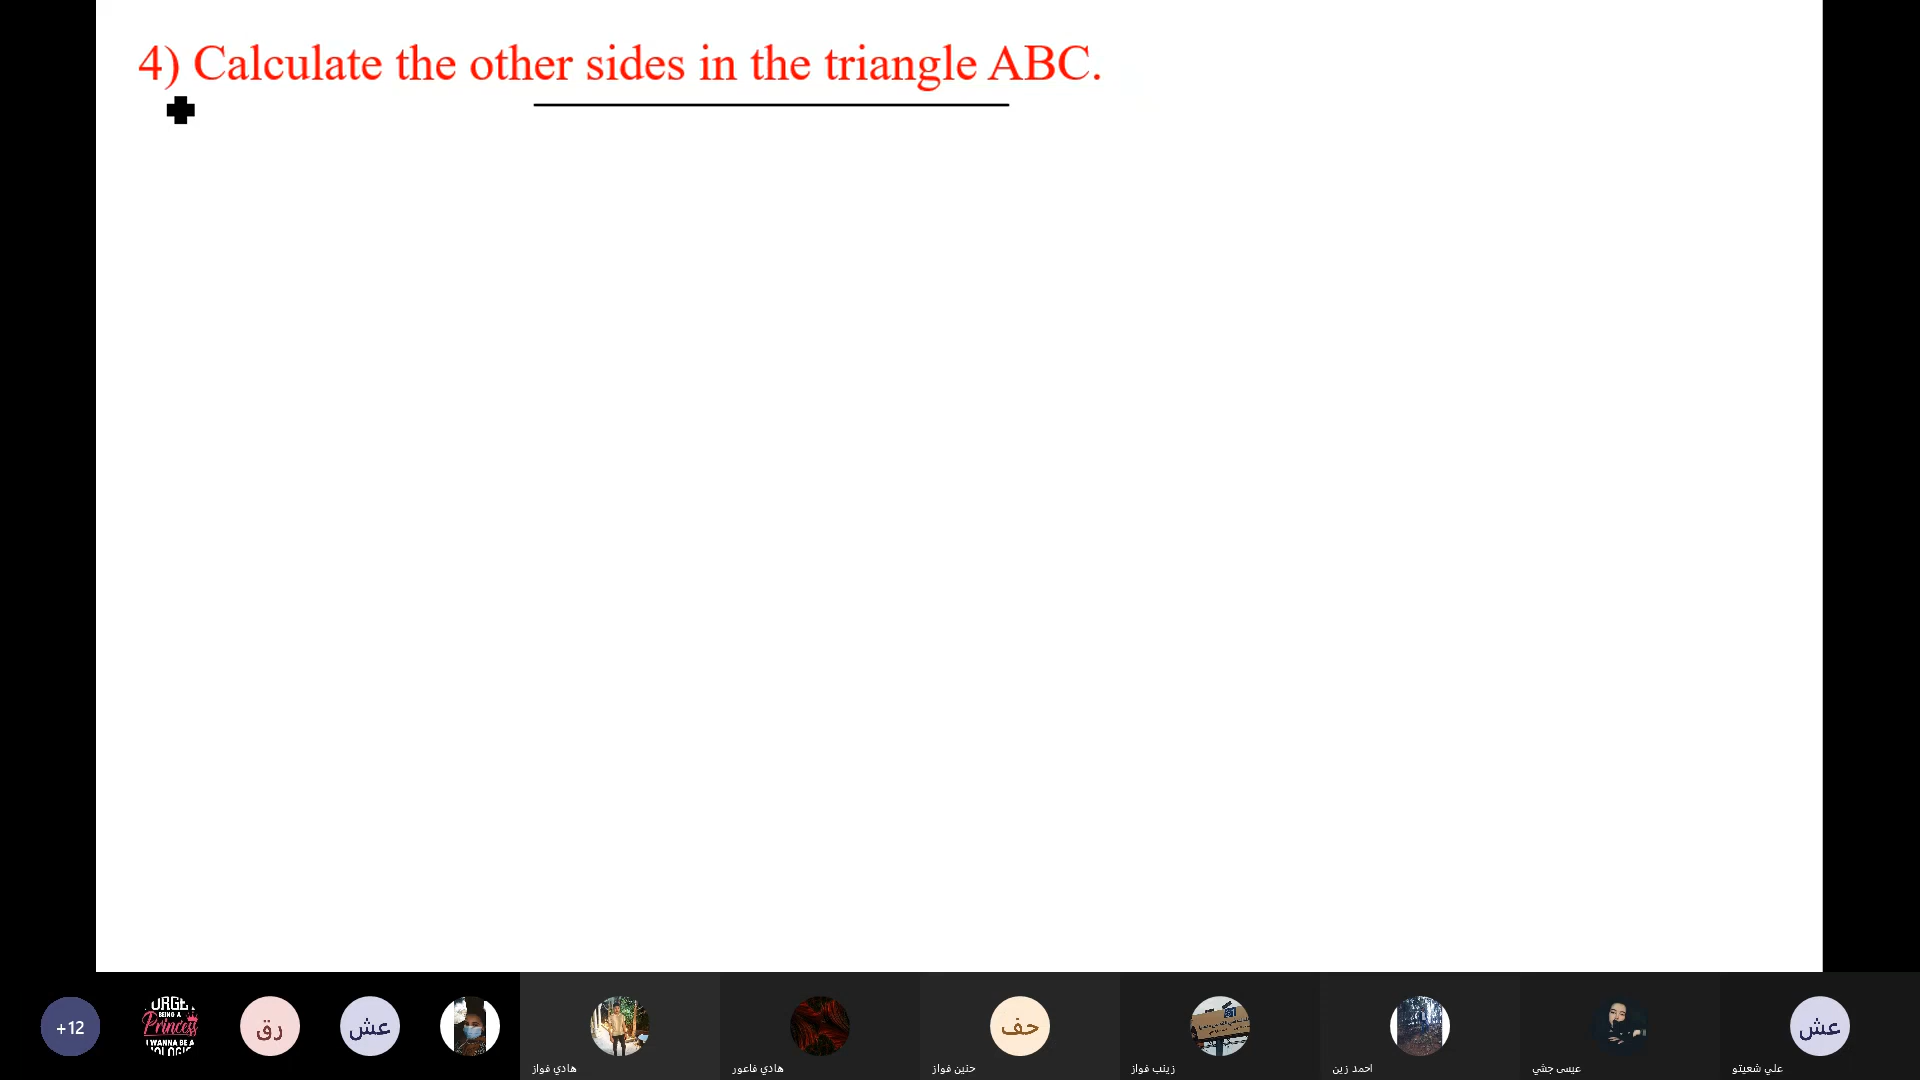 4) Calculate the other sides in the triangle ABC.
+12
Princess
رق
عش
حف
عش
هادي فواز
هادي فاعور
حنين فواز
زينب فواز
احمد زين
عيسى جشي
علي شعيتو